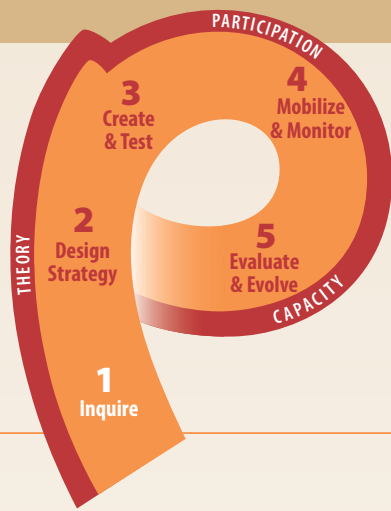 PARTICIPATION
3
Create
& Test
4
Mobilize
& Monitor
2
Design
Strategy
5
Evaluate
& Evolve
THEORY
CAPACITY
1
Inquire